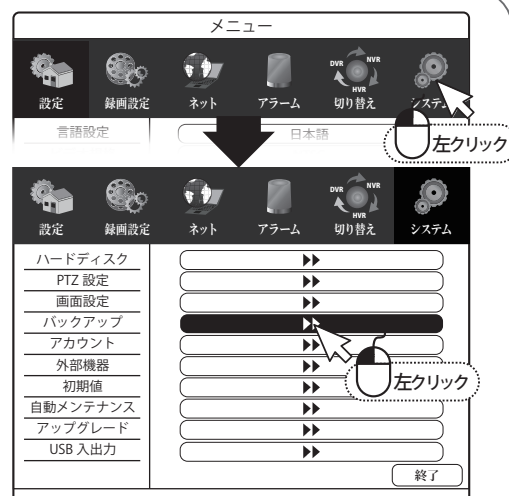 メニュー
設定 録画設定 ネット アラーム DVR NVR HVR 切り替え システム
言語設定 日本語
左クリック
設定 録画設定 ネット アラーム DVR NVR HVR 切り替え システム
ハードディスク
PTZ 設定
画面設定
バックアップ
アカウント
外部機器
左クリック
初期値
自動メンテナンス
アップグレード
USB 入出力
終了